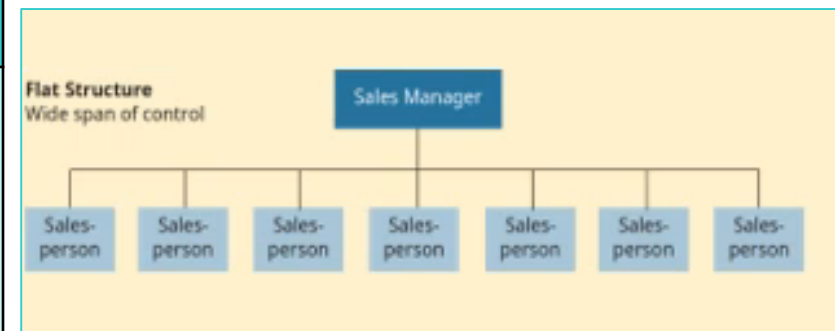 Flat Structure
Wide span of control
Sales Manager
Sales-
person
Sales-
person
Sales-
person
Sales-
person
Sales-
person
Sales-
person
Sales-
person